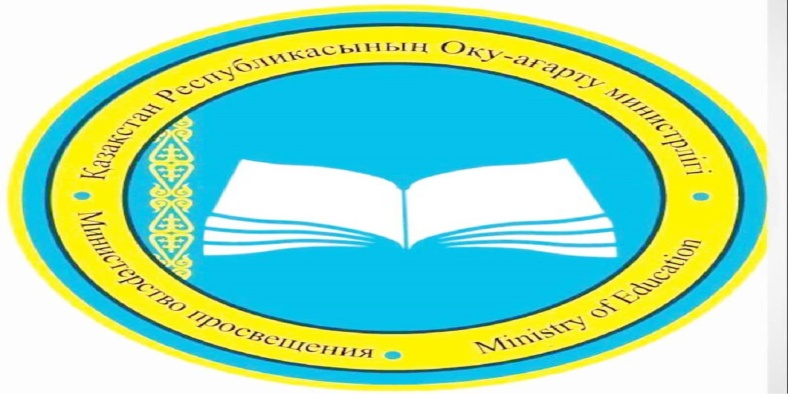 Қазақстан Республикасының Оқу-ағарту министрлігі
Министерство просвещения
Ministry of Education